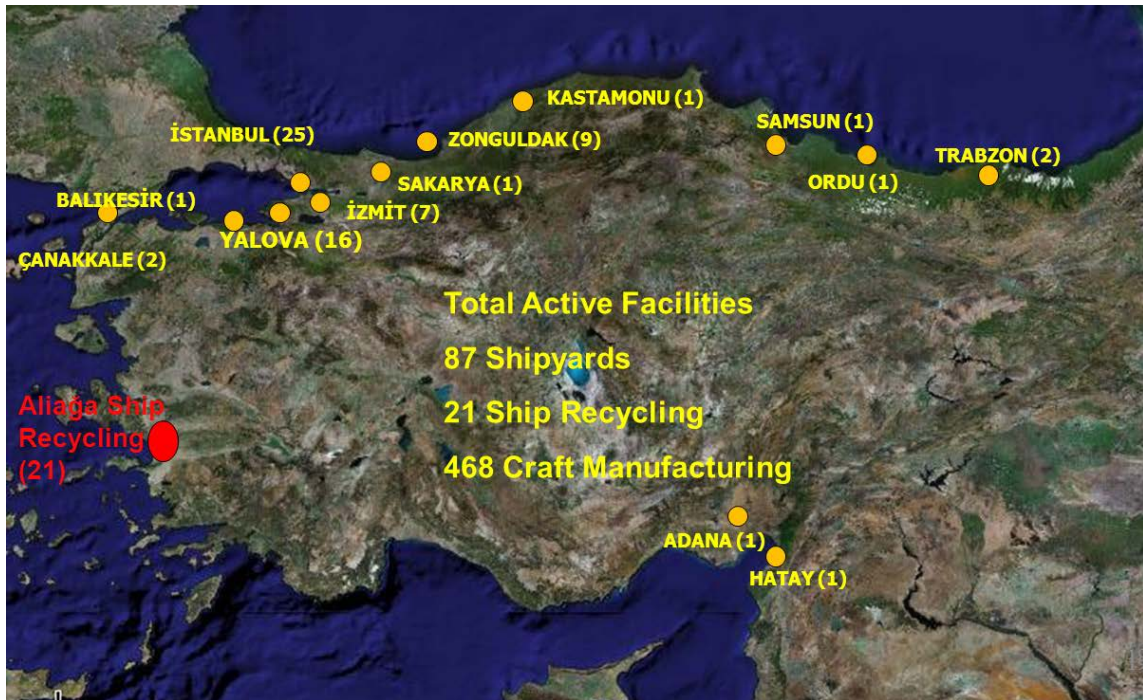 KASTAMONU (1)
SAMSUN (1)
İSTANBUL (25)
ZONGULDAK (9)
TRABZON (2)
SAKARYA (1)
ORDU (1)
BALIKESİR (1)
İZMİT (7)
YALOVA (16)
ÇANAKKALE (2)
Total Active Facilities
87 Shipyards
21 Ship Recycling
468 Craft Manufacturing
Aliağa Ship
Recycling
(21)
ADANA (1)
HATAY (1)